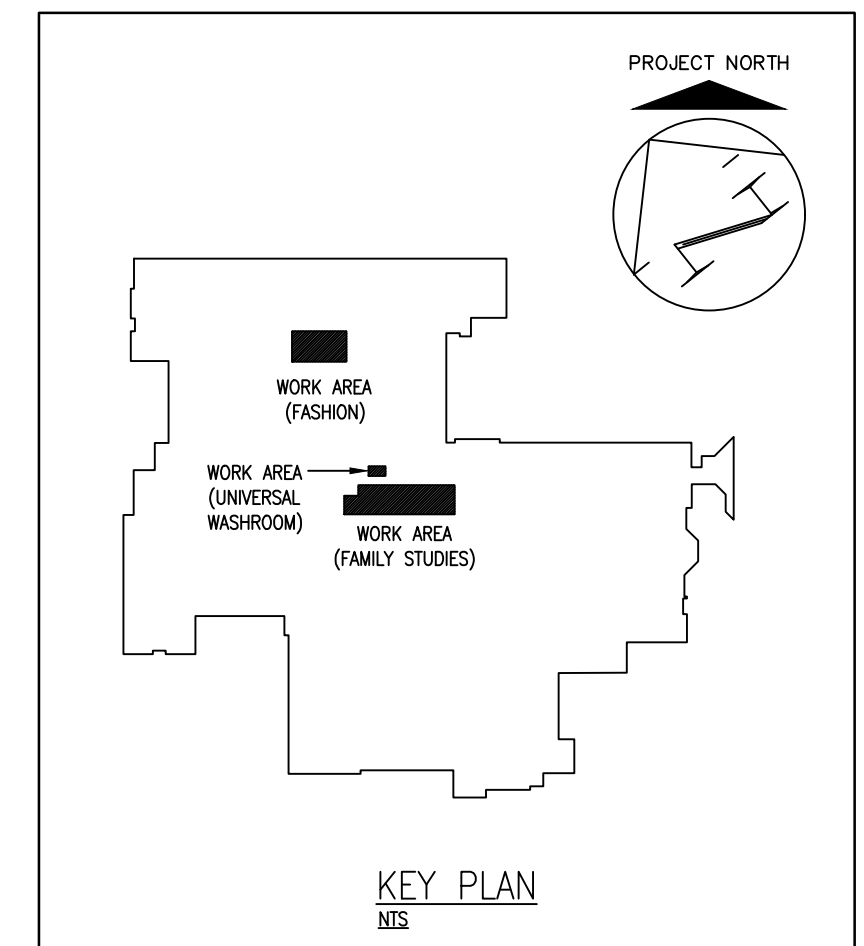 PROJECT NORTH
WORK AREA
(FASHION)
WORK AREA
(UNIVERSAL
WASHROOM)
WORK AREA
(FAMILY STUDIES)
KEY PLAN
NTS